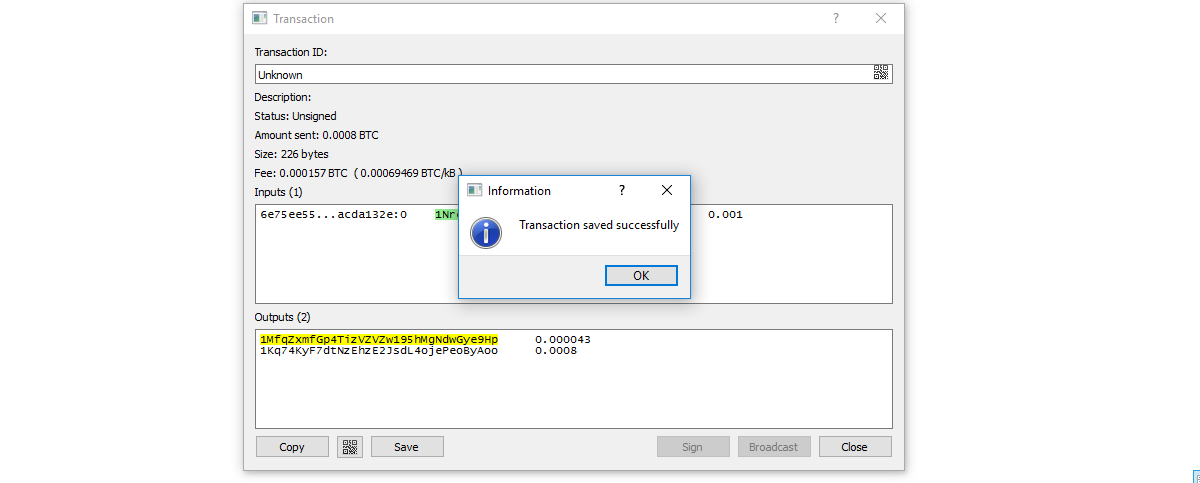 Transaction
?
Transaction ID:
Unknown
Description:
Status: Unsigned
Amount sent: 0.0008 BTC
Size: 226 bytes
Fee: 0.000157 BTC ( 0.00069469 BTC/kB )
Inputs (1)
6e75ee55...acda132e:0 0.001
Information
?
Transaction saved successfully
OK
Outputs (2)
1MfqZxmfGp4TizVZVZw195hMgNdwGye9Hp 0.000043
1Kq74KyF7dtNzEhzE2JsdL4ojePeoByAoo 0.0008
Copy
Save
Sign
Broadcast
Close